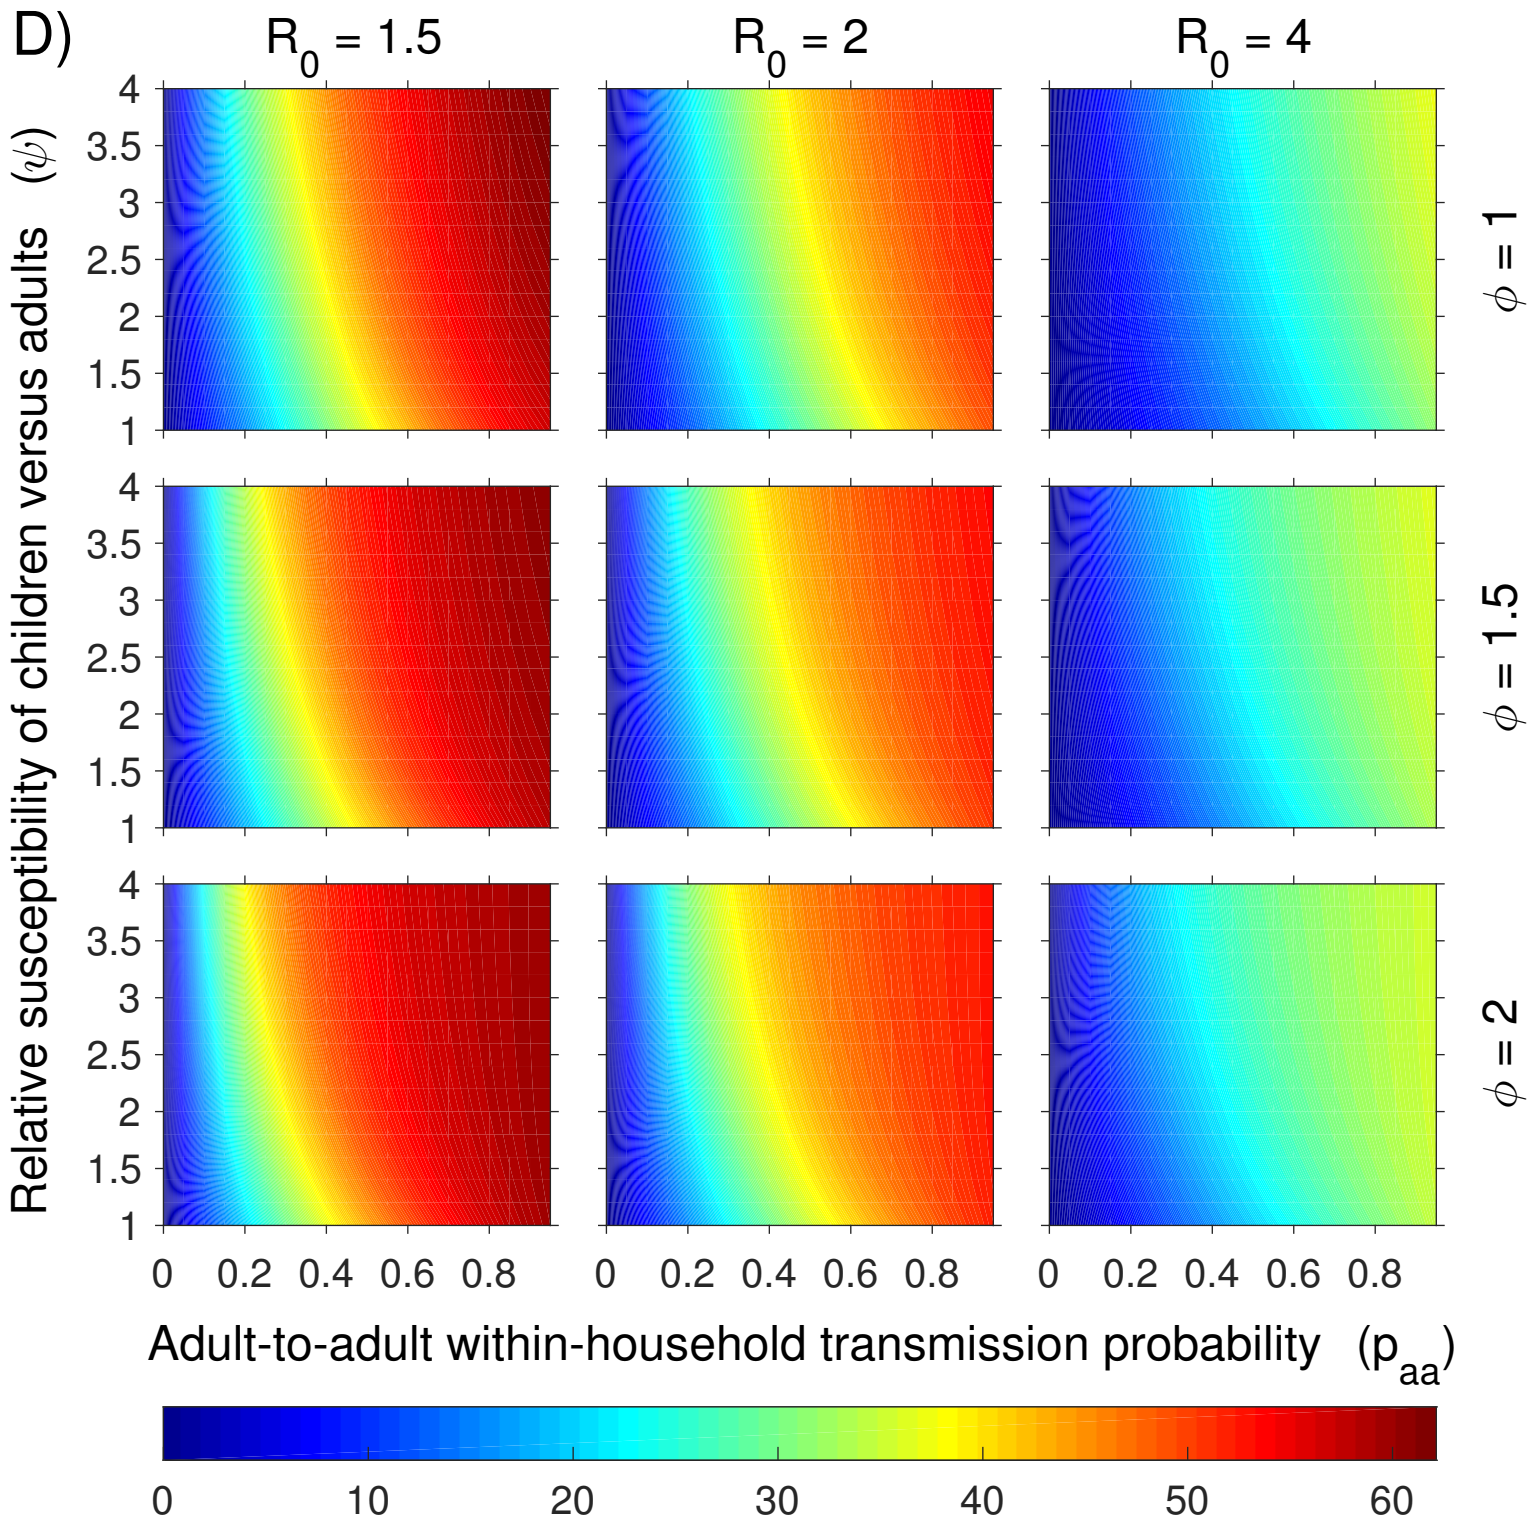 D)
R0 = 1.5
R0 = 2
R0 = 4
Relative susceptibility of children versus adults (ψ)
4
3.5
3
2.5
2
1.5
1
ϕ = 1
4
3.5
3
2.5
2
1.5
1
ϕ = 1.5
4
3.5
3
2.5
2
1.5
1
ϕ = 2
0 0.2 0.4 0.6 0.8
0 0.2 0.4 0.6 0.8
0 0.2 0.4 0.6 0.8
Adult-to-adult within-household transmission probability (paa)
0 10 20 30 40 50 60